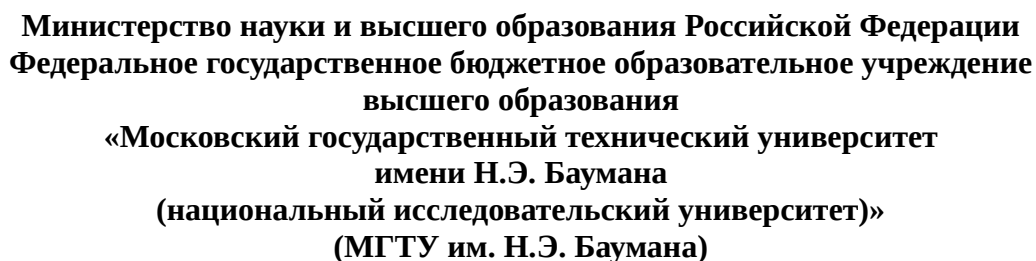 Министерство науки и высшего образования Российской Федерации
Федеральное государственное бюджетное образовательное учреждение
высшего образования
«Московский государственный технический университет
имени Н.Э. Баумана
(национальный исследовательский университет)»
(МГТУ им. Н.Э. Баумана)